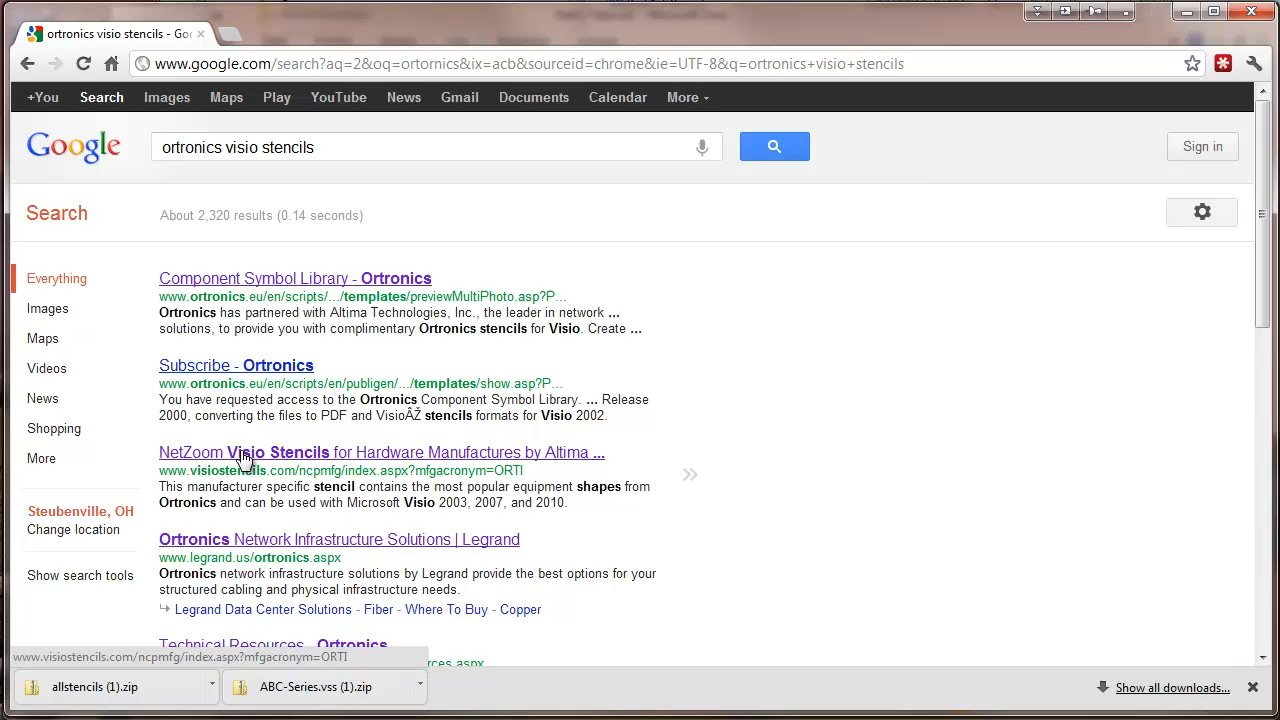 ortronics visio stencils - Goo
www.google.com/search?aq=2&oq=ortornics&ix=acb&sourceid=chrome&ie=UTF-8&q=ortronics+visio+stencils
+You Search Images Maps Play YouTube News Gmail Documents Calendar More
Google
ortronics visio stencils
Sign in
Search
About 2,320 results (0.14 seconds)
Everything
Images
Maps
Videos
News
Shopping
More
Steubenville, OH
Change location
Show search tools
Component Symbol Library - Ortronics
www.ortronics.eu/en/scripts/.../templates/previewMultiPhoto.asp?P...
Ortronics has partnered with Altima Technologies, Inc., the leader in network ...
solutions, to provide you with complimentary Ortronics stencils for Visio. Create ...
Subscribe - Ortronics
www.ortronics.eu/en/scripts/en/publigen/.../templates/show.asp?P...
You have requested access to the Ortronics Component Symbol Library. ... Release
2000, converting the files to PDF and VisioÂŽ stencils formats for Visio 2002.
NetZoom Visio Stencils for Hardware Manufactures by Altima ...
www.visiostencils.com/ncpmfg/index.aspx?mfgacronym=ORTI
This manufacturer specific stencil contains the most popular equipment shapes from
Ortronics and can be used with Microsoft Visio 2003, 2007, and 2010.
Ortronics Network Infrastructure Solutions | Legrand
www.legrand.us/ortronics.aspx
Ortronics network infrastructure solutions by Legrand provide the best options for your
structured cabling and physical infrastructure needs.
Legrand Data Center Solutions - Fiber - Where To Buy - Copper
Technical Resources - Ortronics
www.visiostencils.com/ncpmfg/index.aspx?mfgacronym=ORTI
allstencils (1).zip
ABC-Series.vss (1).zip
Show all downloads...